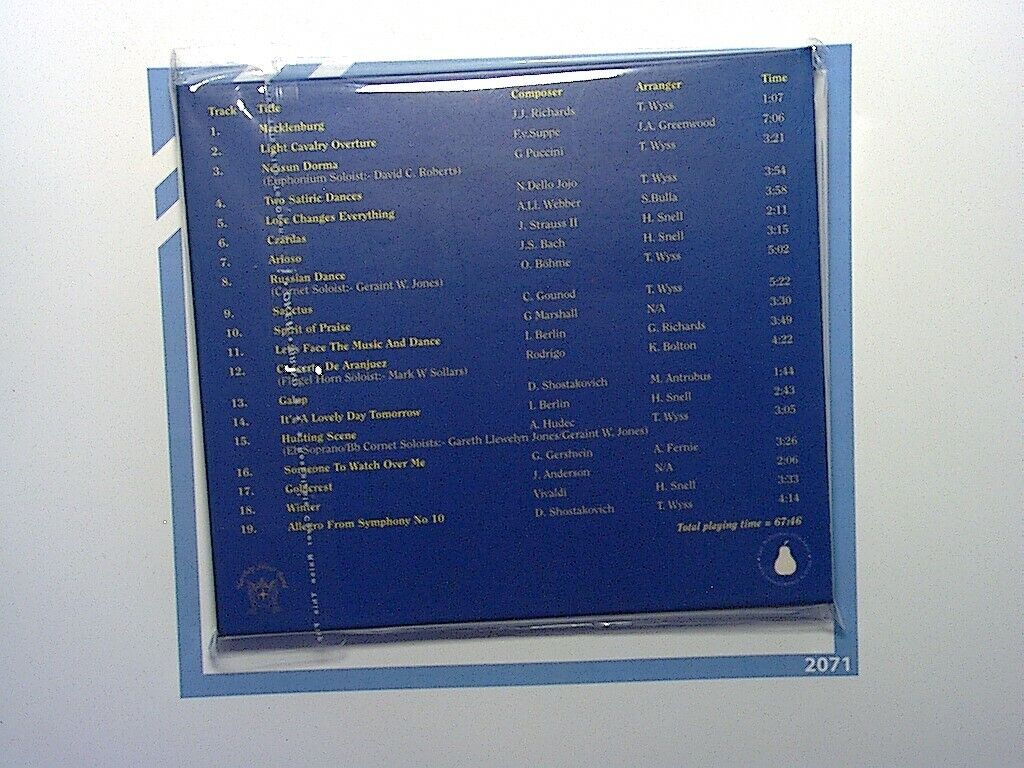 Track Title Composer Arranger Time
1. Mecklenburg J.J. Richards T. Wyss 1:07
2. Light Cavalry Overture F.v.Suppe J.A. Greenwood 7:06
3. Nessun Dorma G Puccini T. Wyss 3:21
(Euphonium Soloist:- David C. Roberts)
4. Two Satiric Dances N.Dello Jojo T. Wyss 3:54
5. Love Changes Everything A.Ll. Webber S.Bulla 3:58
6. Czardas J. Strauss II H. Snell 2:11
7. Arioso J.S. Bach H. Snell 3:15
8. Russian Dance O. Böhme T. Wyss 5:02
(Cornet Soloist:- Geraint W. Jones)
9. Sanctus C. Gounod T. Wyss 5:22
10. Spirit of Praise G Marshall N/A 3:30
11. Let's Face The Music And Dance I. Berlin G. Richards 3:49
12. Concerto De Aranjuez Rodrigo K. Bolton 4:22
(Flugel Horn Soloist:- Mark W Sollars)
13. Galop D. Shostakovich M. Antrobus 1:44
14. It's A Lovely Day Tomorrow I. Berlin H. Snell 2:43
15. Hunting Scene A. Hudec T. Wyss 3:05
(Eb Soprano/Bb Cornet Soloists:- Gareth Llewelyn Jones/Geraint W. Jones)
16. Someone To Watch Over Me G. Gershwin A. Fernie 3:26
17. Goldcrest J. Anderson N/A 2:06
18. Winter Vivaldi H. Snell 3:33
19. Allegro From Symphony No 10 D. Shostakovich T. Wyss 4:14
Total playing time = 67:46
2071